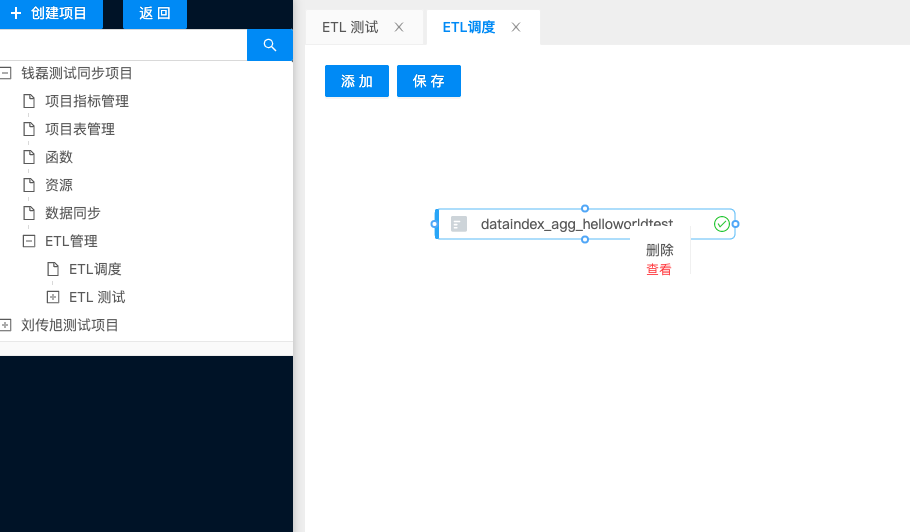 + 创建项目
返 回
钱磊测试同步项目
项目指标管理
项目表管理
函数
资源
数据同步
ETL管理
ETL调度
ETL 测试
刘传旭测试项目
ETL 测试
ETL调度
添 加
保 存
dataindex_agg_helloworldtest
删除
查看